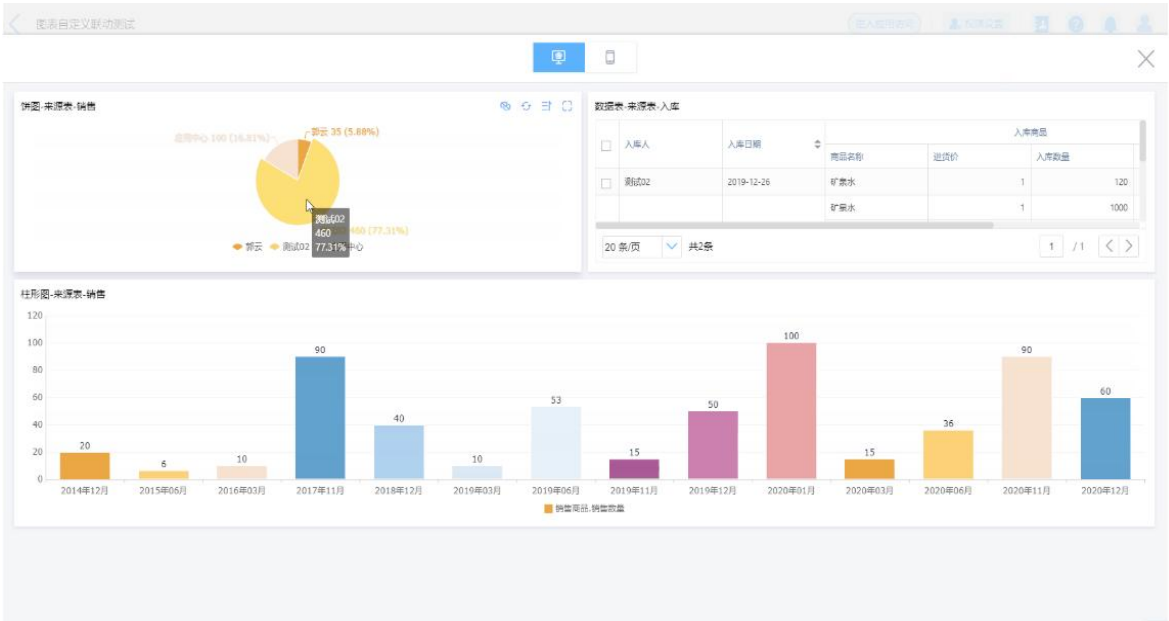 图表自定义联动测试
权限设置
饼图-来源表-销售
应用中心 100 (16.81%)
郭云 35 (5.88%)
460 (77.31%)
测试02
460
77.31%
郭云 测试02 中心
数据表-来源表-入库
入库人 入库日期 入库商品
商品名称 进货价 入库数量
测试02 2019-12-26 矿泉水 1 120
矿泉水 1 1000
20 条/页 共2条 1 /1
柱形图-来源表-销售
120
100
80
60
40
20
0
20 6 10 90 40 10 53 15 50 100 15 36 90 60
2014年12月 2015年06月 2016年03月 2017年11月 2018年12月 2019年03月 2019年06月 2019年11月 2019年12月 2020年01月 2020年03月 2020年06月 2020年11月 2020年12月
销售商品.销售数量